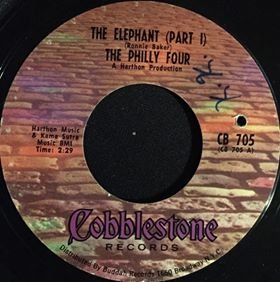 THE ELEPHANT (PART I)
(Ronnie Baker)
THE PHILLY FOUR
A Harthon Production
Harthon Music
& Kama Sutra
Music BMI
Time: 2:29
CB 705
(CB 705 A)
Cobblestone
RECORDS
Distributed By Buddah Records 1650 Broadway N.Y.C.